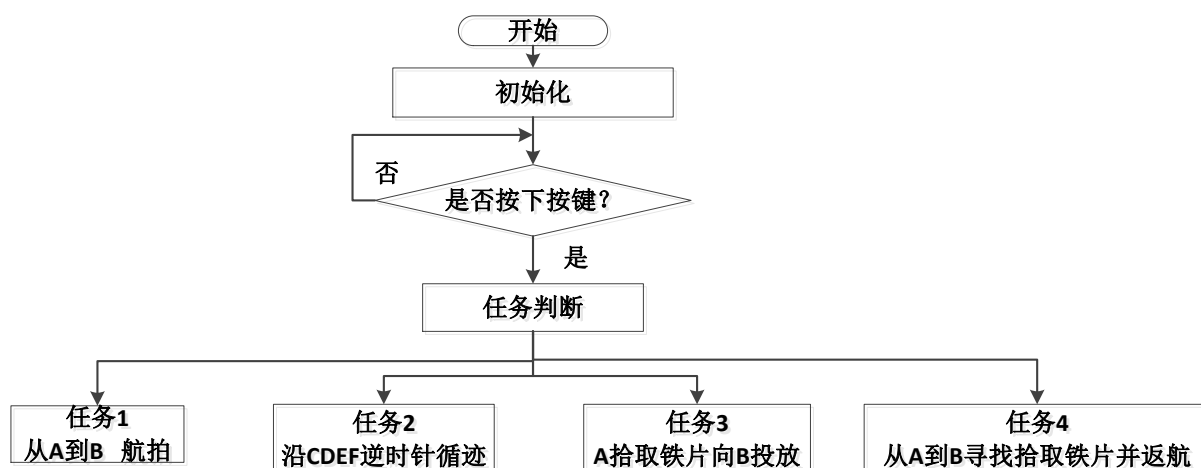 开始
初始化
否
是否按下按键？
是
任务判断
任务1
从A到B 航拍
任务2
沿CDEF逆时针循迹
任务3
A拾取铁片向B投放
任务4
从A到B寻找拾取铁片并返航